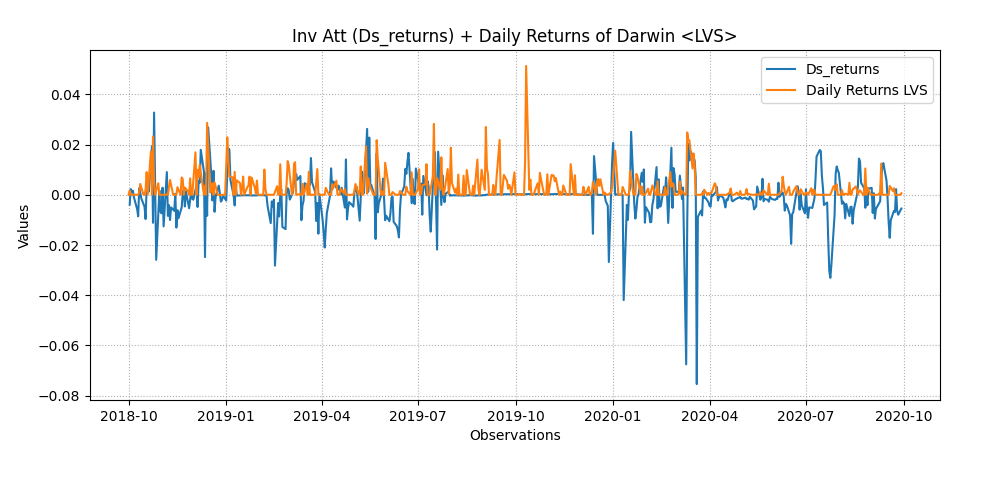 Inv Att (Ds_returns) + Daily Returns of Darwin <LVS>
Ds_returns
Daily Returns LVS
Values
0.04
0.02
0.00
−0.02
−0.04
−0.06
−0.08
2018-10 2019-01 2019-04 2019-07 2019-10 2020-01 2020-04 2020-07 2020-10
Observations